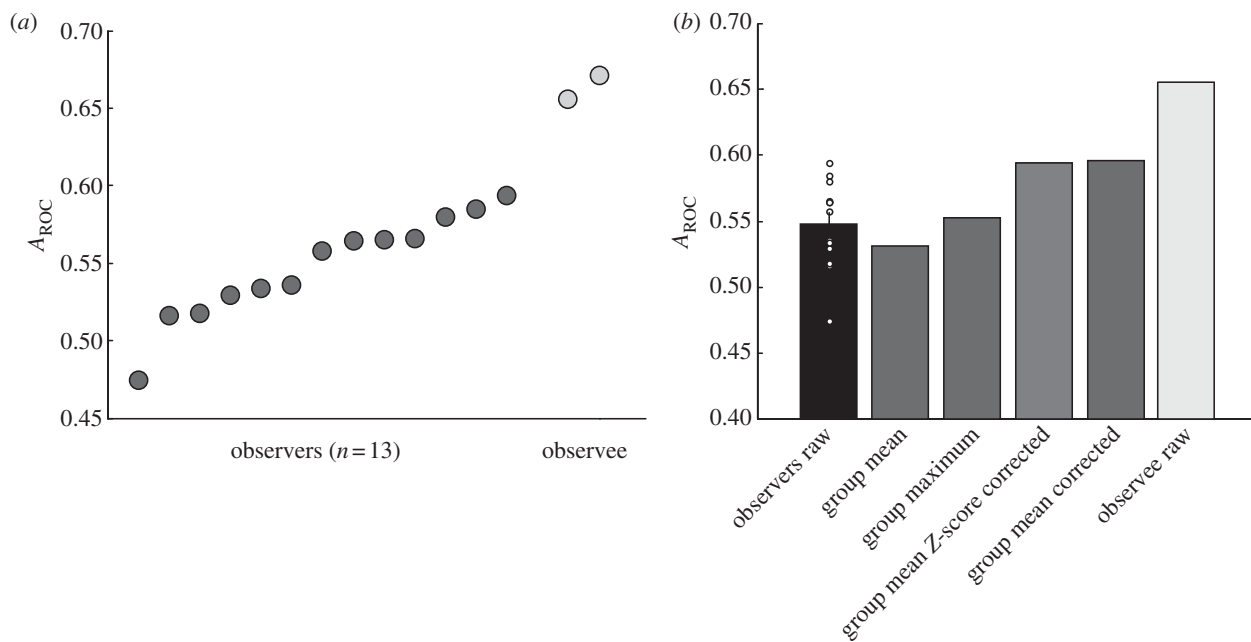 (a)
0.70
0.65
0.60
0.55
0.50
0.45
AROC
observers (n=13)
observee
(b)
0.70
0.65
0.60
0.55
0.50
0.45
0.40
AROC
observers raw
group mean
group maximum
group mean Z-score corrected
group mean corrected
observee raw